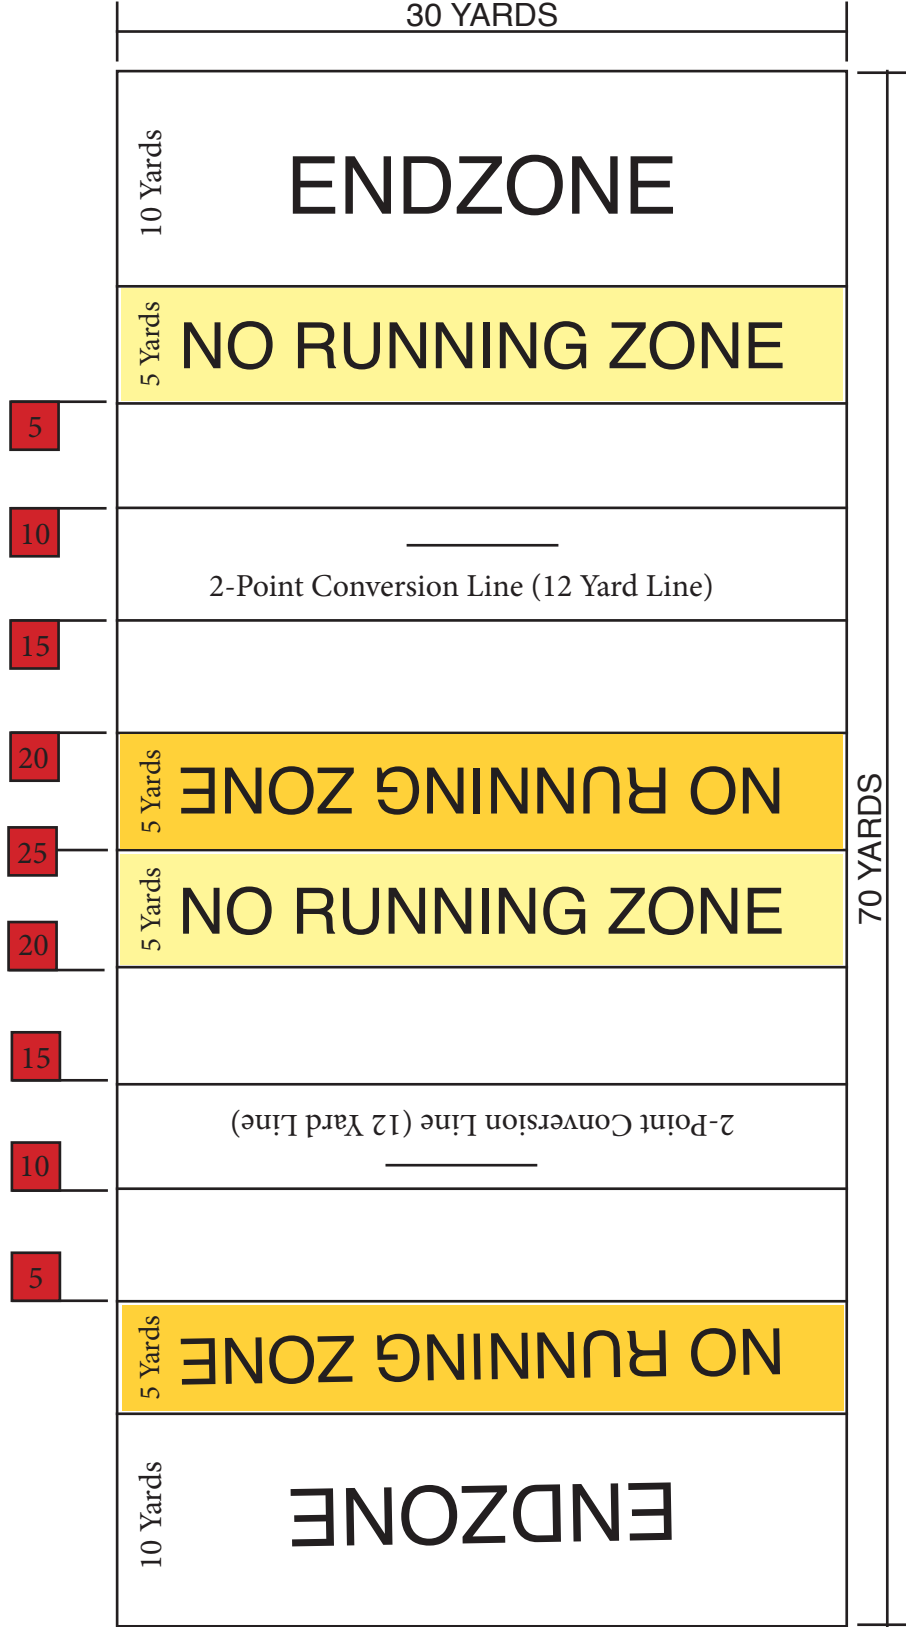 30 YARDS
10 Yards
ENDZONE
5 Yards
NO RUNNING ZONE
5
10
2-Point Conversion Line (12 Yard Line)
15
20
5 Yards
NO RUNNING ZONE
25
5 Yards
NO RUNNING ZONE
70 YARDS
20
15
2-Point Conversion Line (12 Yard Line)
10
5
5 Yards
NO RUNNING ZONE
10 Yards
ENDZONE